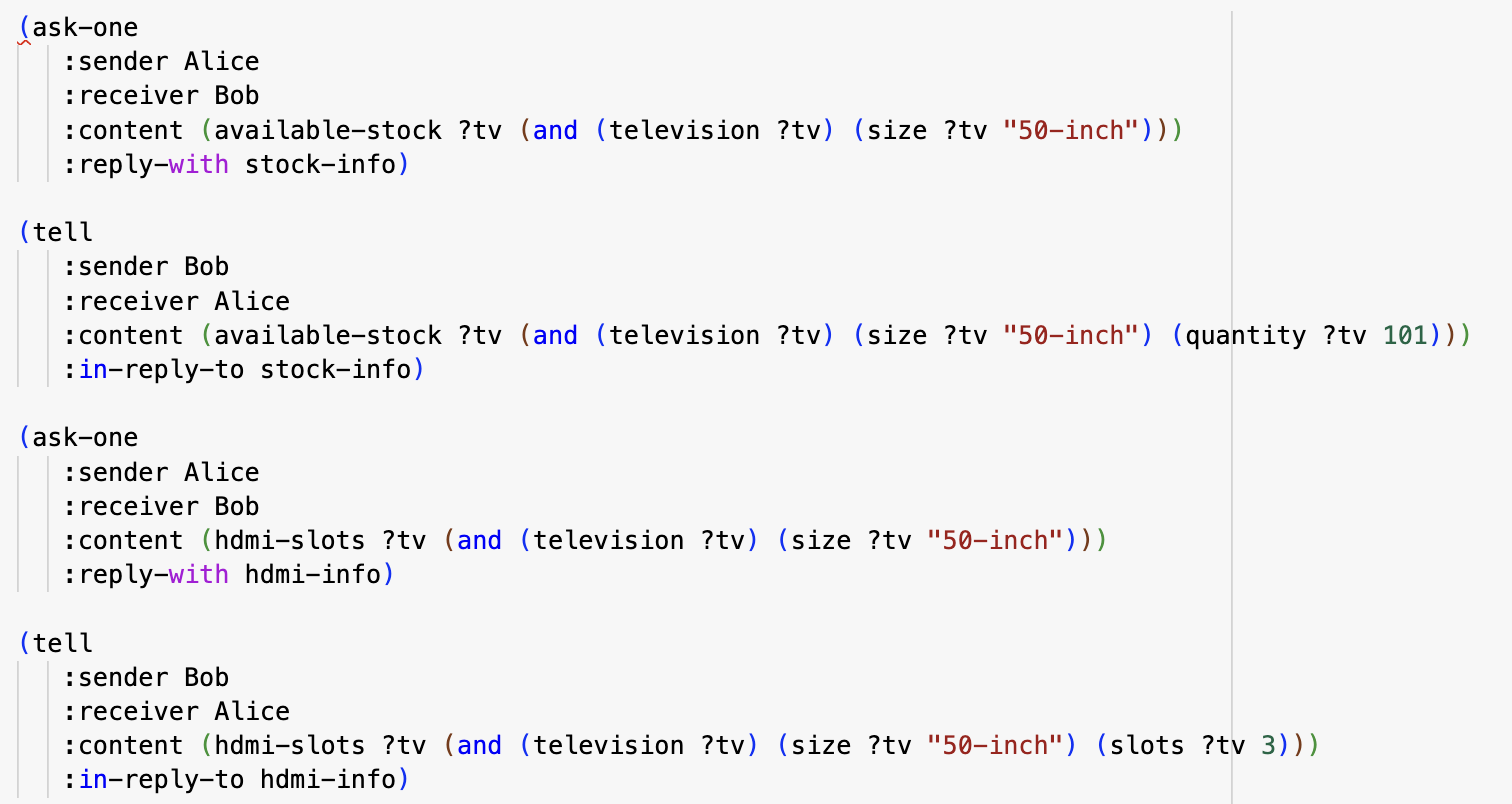 (ask-one
:sender Alice
:receiver Bob
:content (available-stock ?tv (and (television ?tv) (size ?tv "50-inch")))
:reply-with stock-info)
(tell
:sender Bob
:receiver Alice
:content (available-stock ?tv (and (television ?tv) (size ?tv "50-inch") (quantity ?tv 101)))
:in-reply-to stock-info)
(ask-one
:sender Alice
:receiver Bob
:content (hdmi-slots ?tv (and (television ?tv) (size ?tv "50-inch")))
:reply-with hdmi-info)
(tell
:sender Bob
:receiver Alice
:content (hdmi-slots ?tv (and (television ?tv) (size ?tv "50-inch") (slots ?tv 3)))
:in-reply-to hdmi-info)